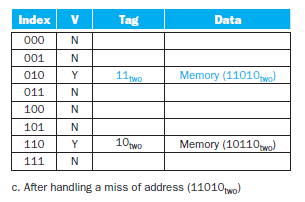 Index V Tag Data
000 N
001 N
010 Y 11two Memory (11010two)
011 N
100 N
101 N
110 Y 10two Memory (10110two)
111 N
c. After handling a miss of address (11010two)